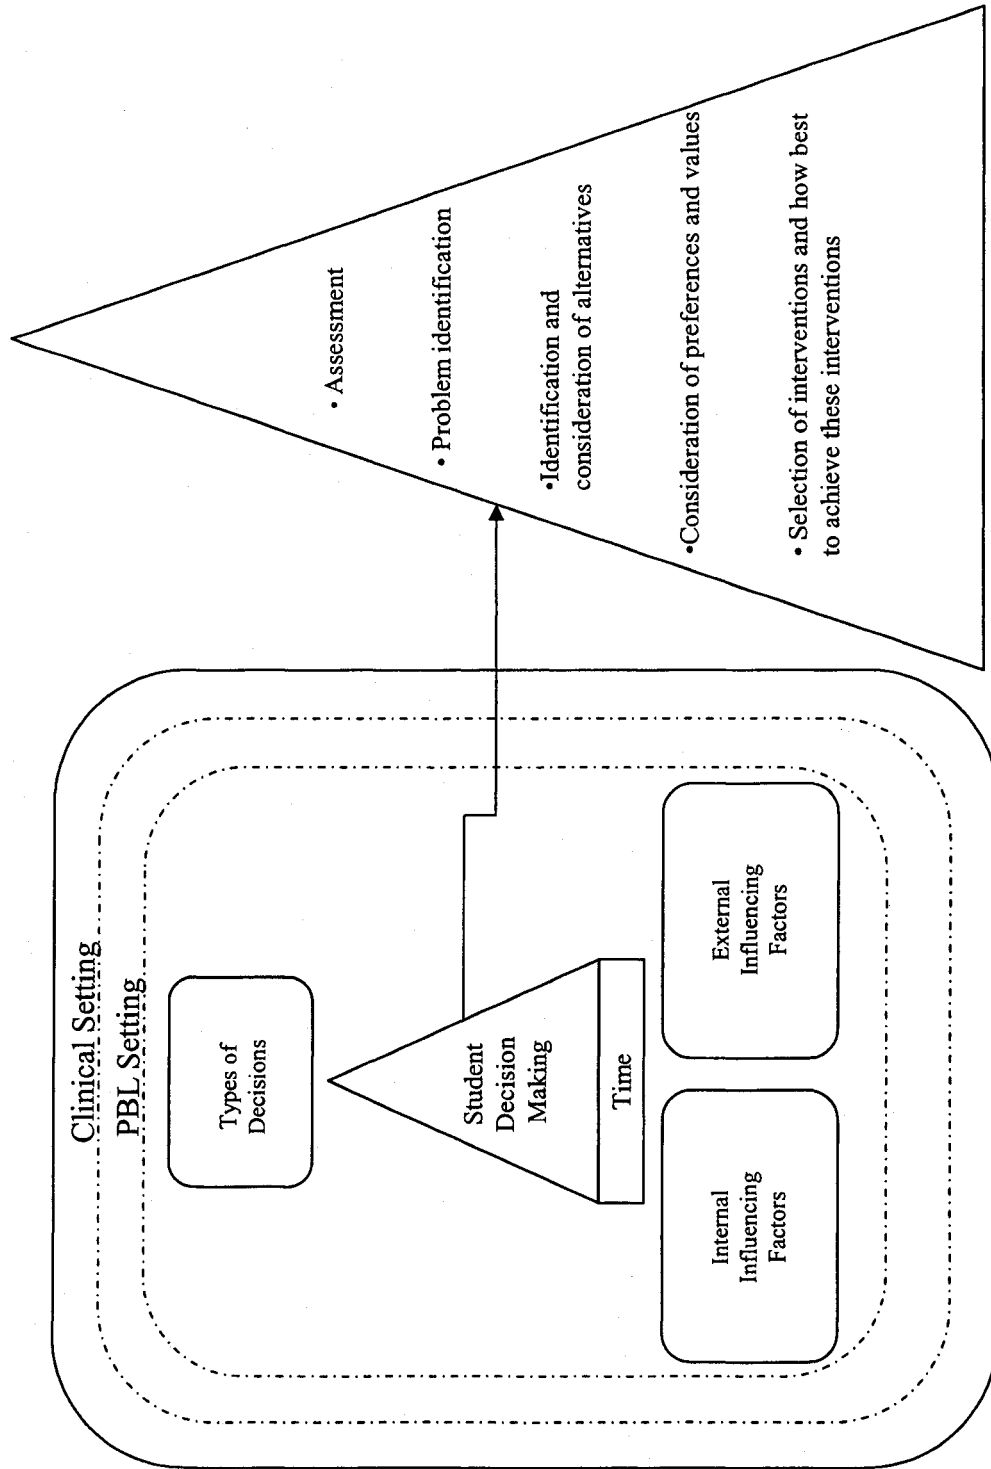 Clinical Setting
PBL Setting
Types of
Decisions
Student
Decision
Making
Time
Internal
Influencing
Factors
External
Influencing
Factors
• Assessment
• Problem identification
•Identification and
consideration of alternatives
•Consideration of preferences and values
• Selection of interventions and how best
to achieve these interventions